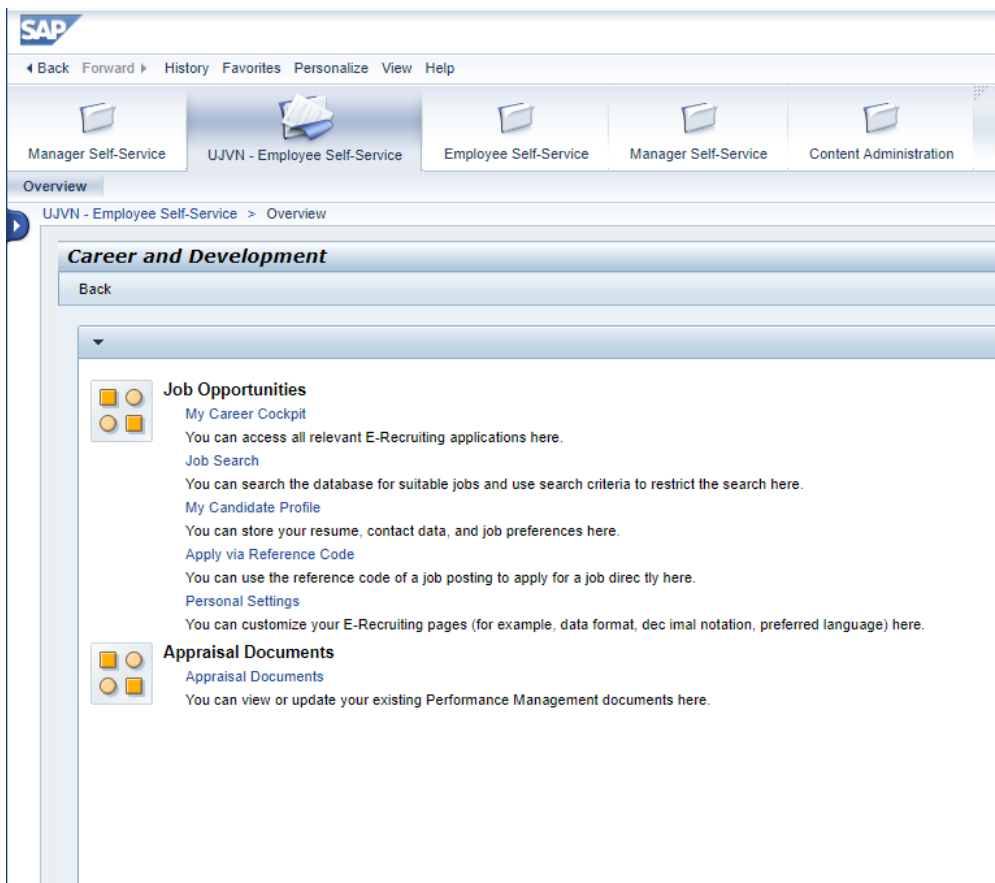 SAP
Back Forward History Favorites Personalize View Help
Manager Self-Service UJVN - Employee Self-Service Employee Self-Service Manager Self-Service Content Administration
Overview
UJVN - Employee Self-Service > Overview
Career and Development
Back
Job Opportunities
My Career Cockpit
You can access all relevant E-Recruiting applications here.
Job Search
You can search the database for suitable jobs and use search criteria to restrict the search here.
My Candidate Profile
You can store your resume, contact data, and job preferences here.
Apply via Reference Code
You can use the reference code of a job posting to apply for a job direc tly here.
Personal Settings
You can customize your E-Recruiting pages (for example, data format, dec imal notation, preferred language) here.
Appraisal Documents
Appraisal Documents
You can view or update your existing Performance Management documents here.